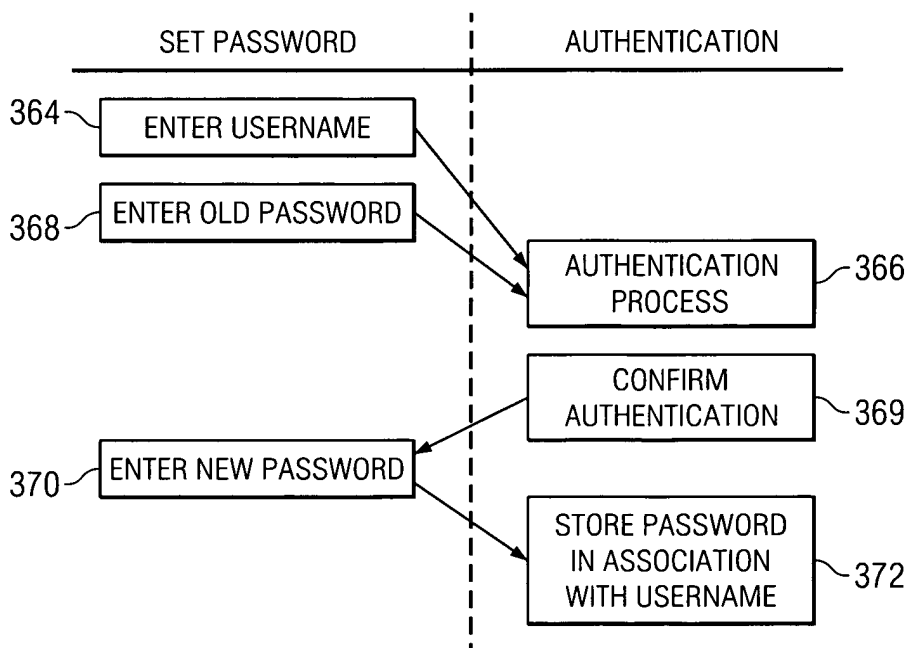 SET PASSWORD
AUTHENTICATION
364
ENTER USERNAME
368
ENTER OLD PASSWORD
AUTHENTICATION
PROCESS
366
CONFIRM
AUTHENTICATION
369
370
ENTER NEW PASSWORD
STORE PASSWORD
IN ASSOCIATION
WITH USERNAME
372